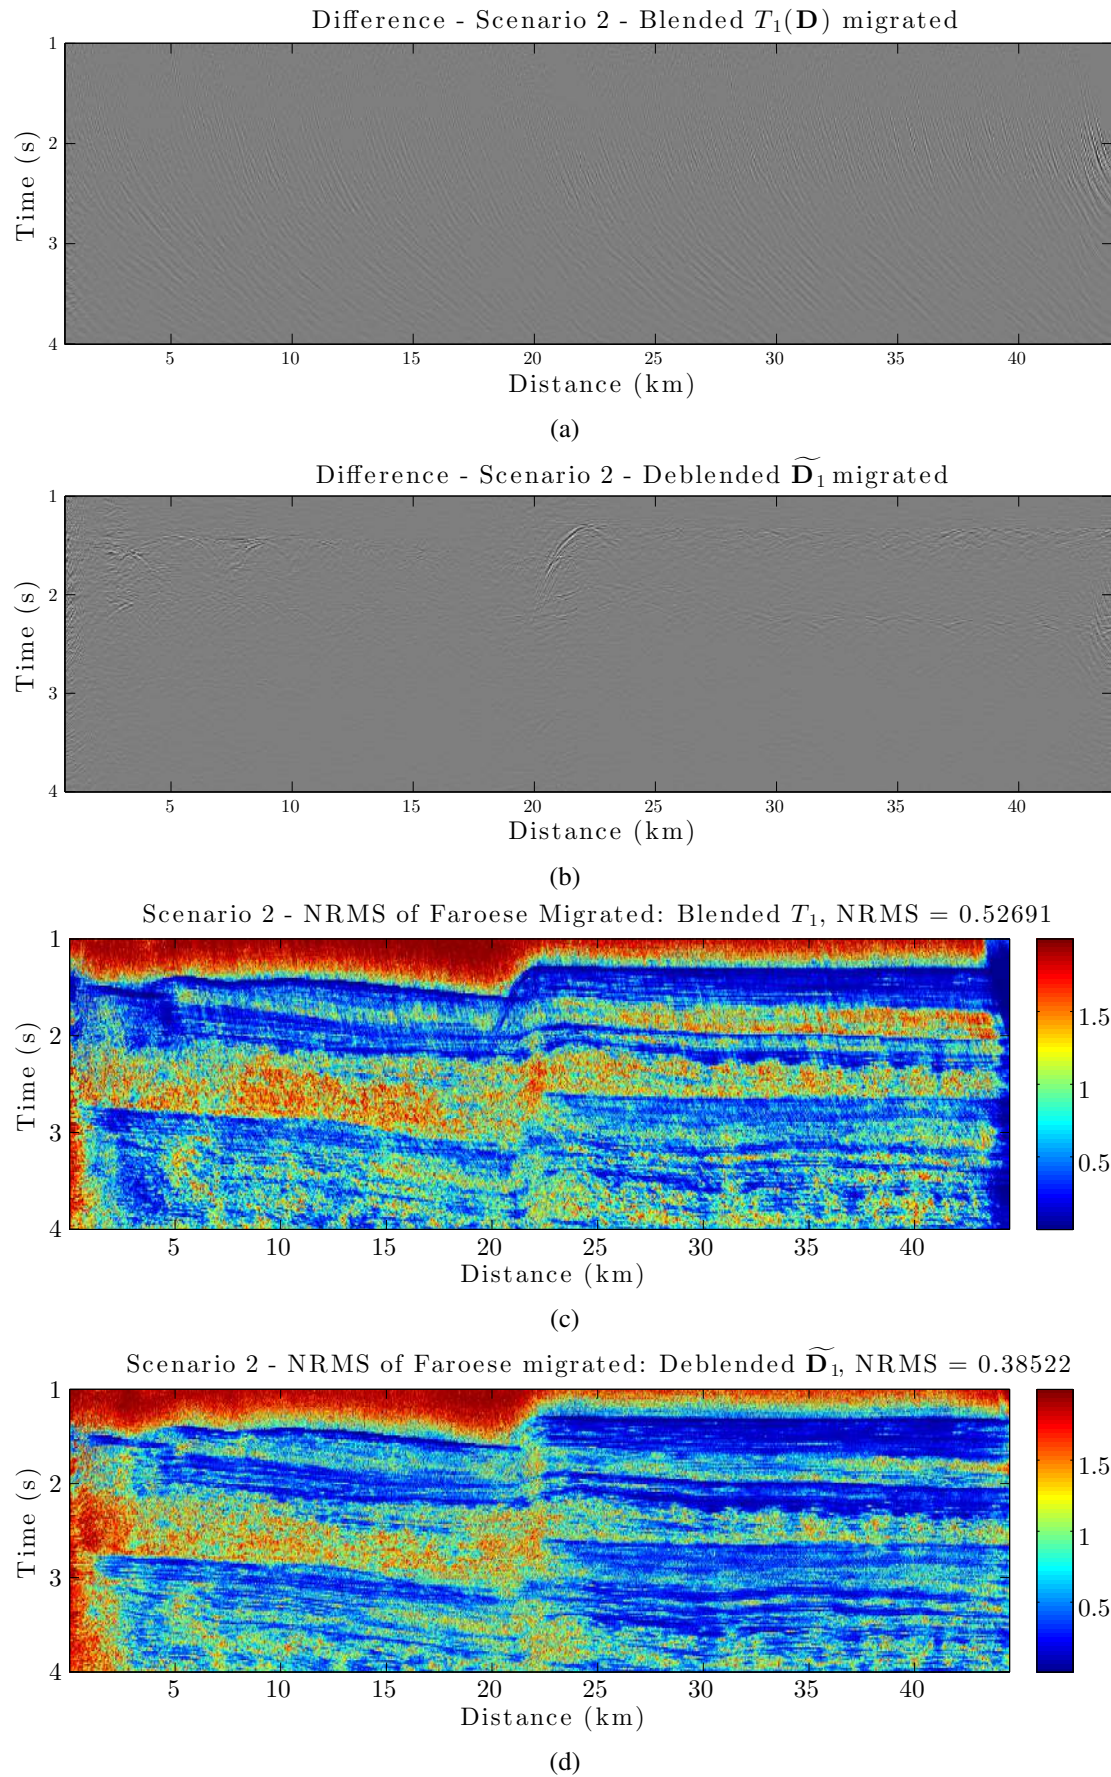 Difference - Scenario 2 - Blended T₁(D) migrated
1
2
3
4
Time (s)
5 10 15 20 25 30 35 40
Distance (km)
(a)
Difference - Scenario 2 - Deblended D̃₁ migrated
1
2
3
4
Time (s)
5 10 15 20 25 30 35 40
Distance (km)
(b)
Scenario 2 - NRMS of Faroese Migrated: Blended T₁, NRMS = 0.52691
1
2
3
4
Time (s)
5 10 15 20 25 30 35 40
Distance (km)
1.5
1
0.5
(c)
Scenario 2 - NRMS of Faroese migrated: Deblended D̃₁, NRMS = 0.38522
1
2
3
4
Time (s)
5 10 15 20 25 30 35 40
Distance (km)
1.5
1
0.5
(d)